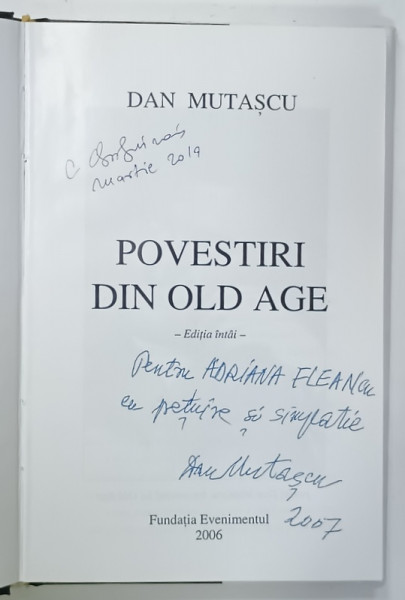 DAN MUTAȘCU
martie 2019
POVESTIRI
DIN OLD AGE
– Ediția întâi –
Pentru ADRIANA ELEANCU
cu prețuire și simpatie
Dan Mutașcu
2007
Fundația Evenimentul
2006